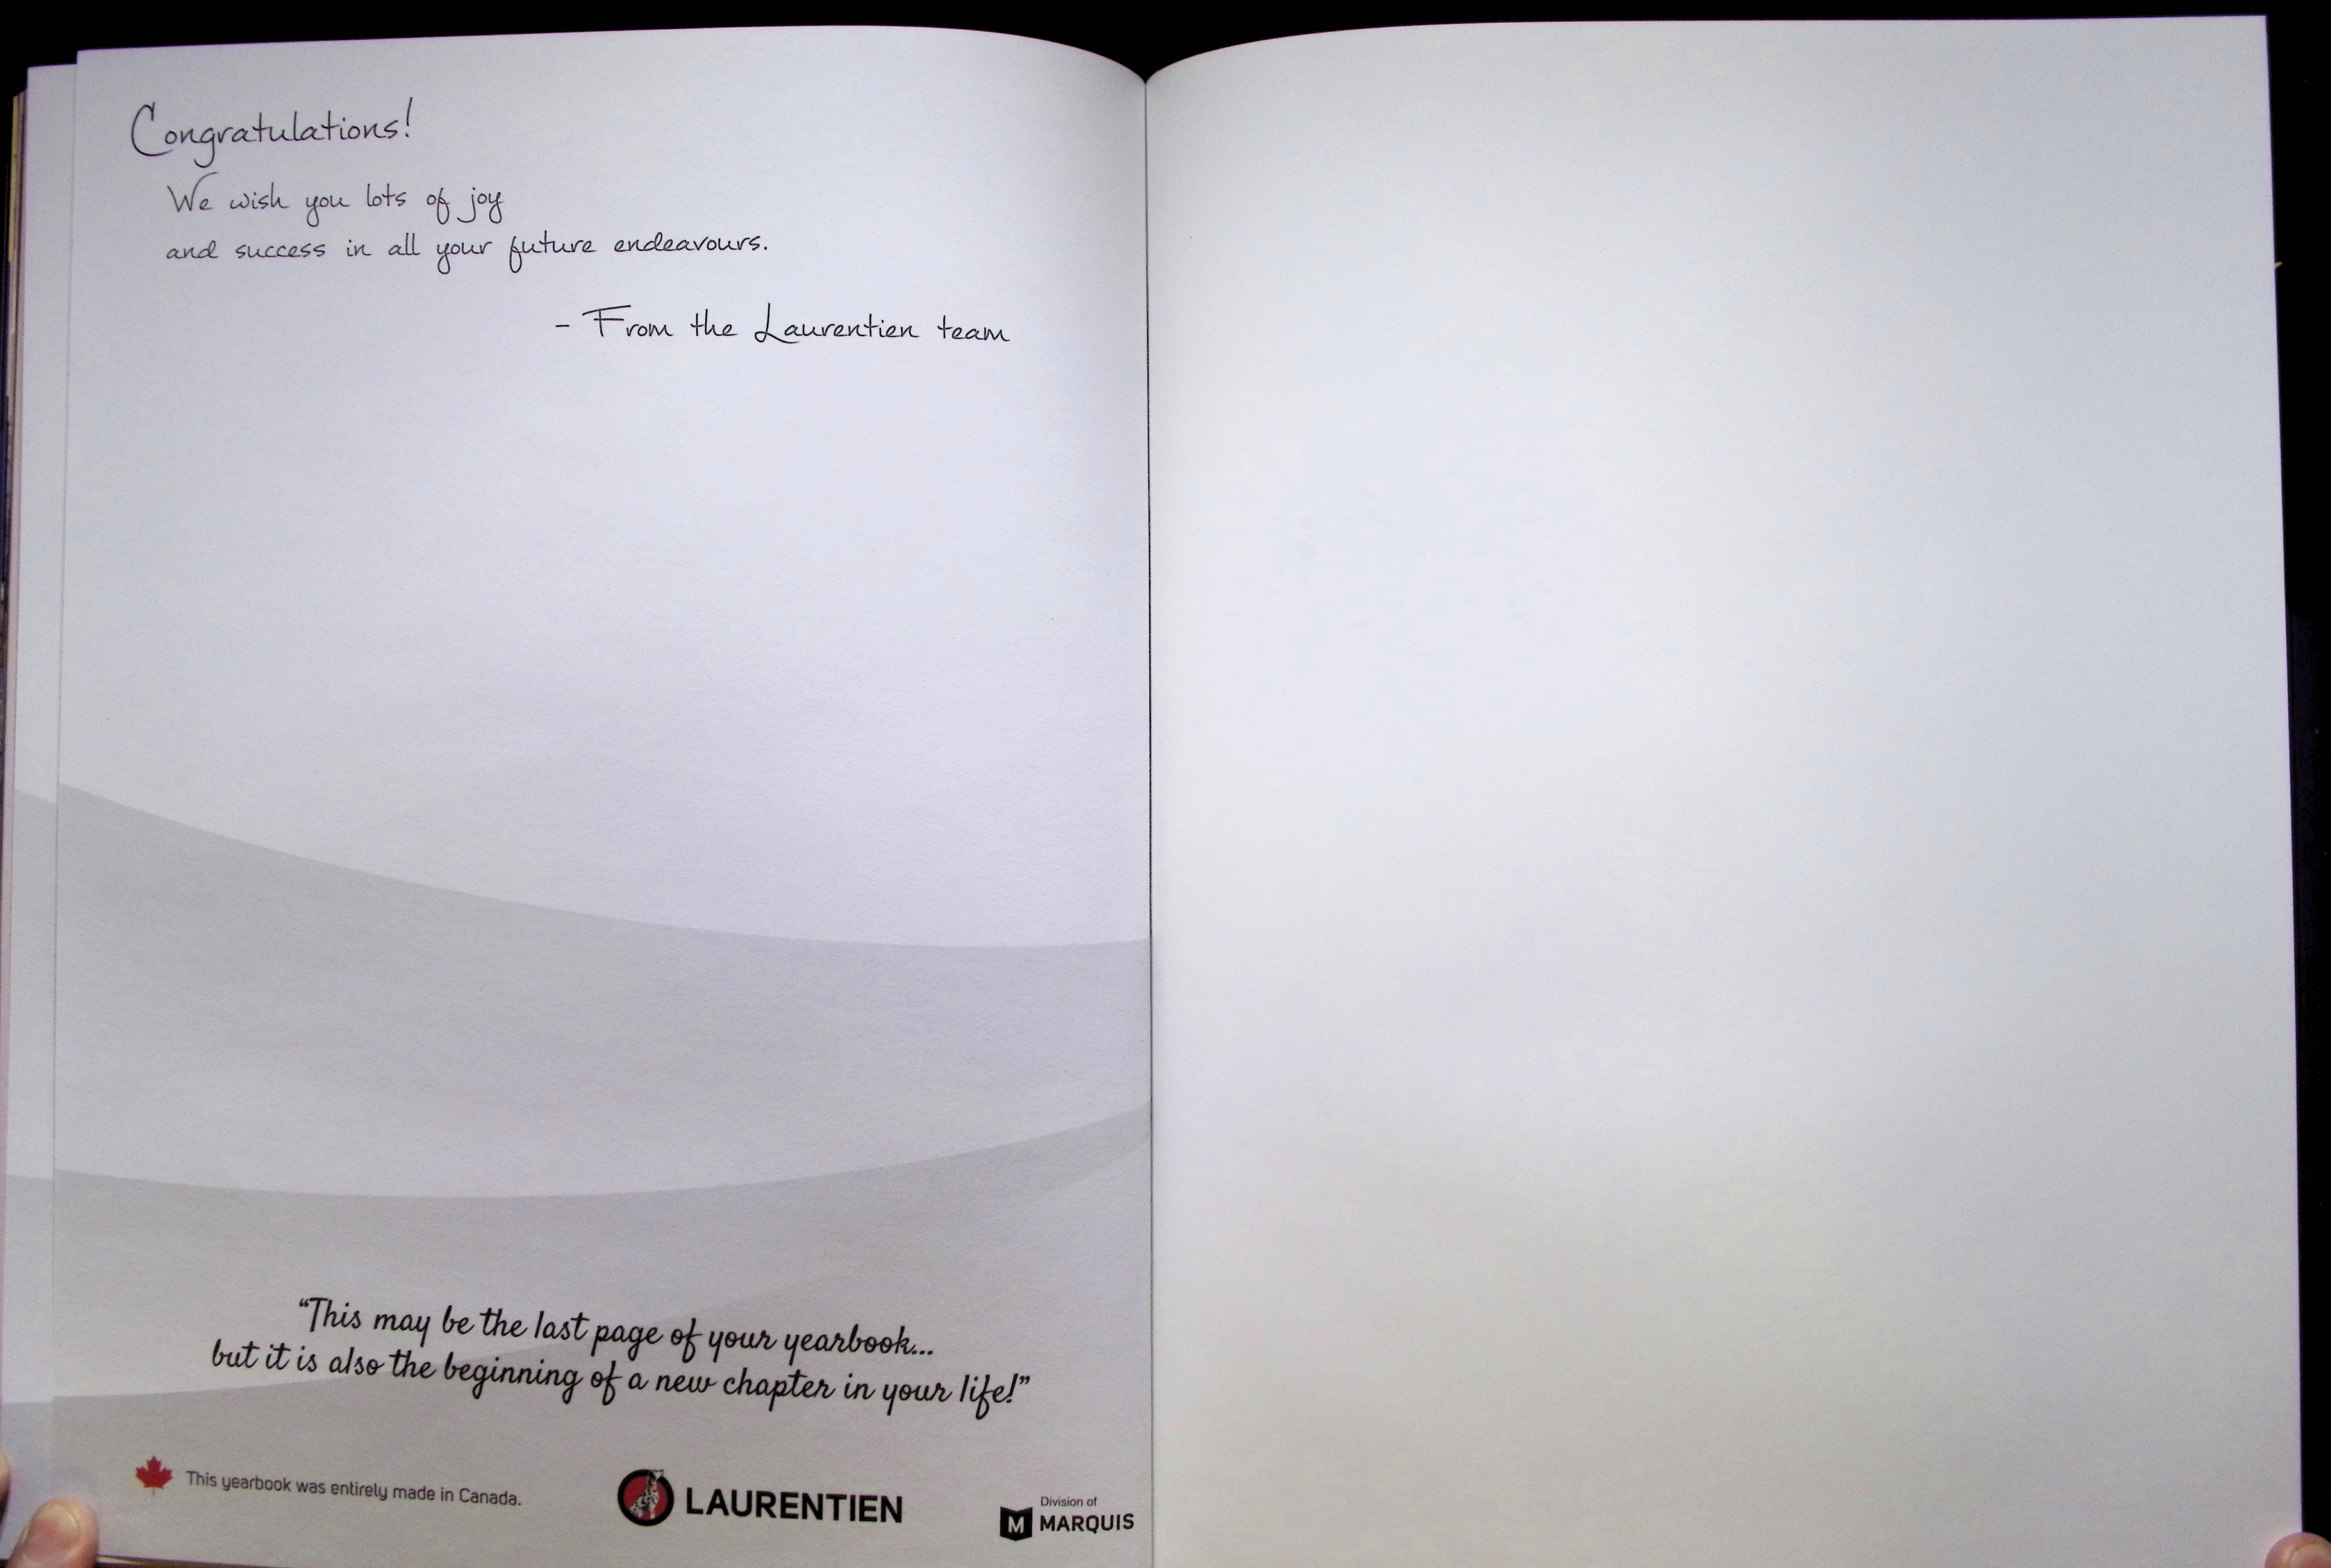 Congratulations!
We wish you lots of joy
and success in all your future endeavours.
- From the Laurentien team
“This may be the last page of your yearbook...
but it is also the beginning of a new chapter in your life!”
This yearbook was entirely made in Canada.
LAURENTIEN
Division of
M MARQUIS